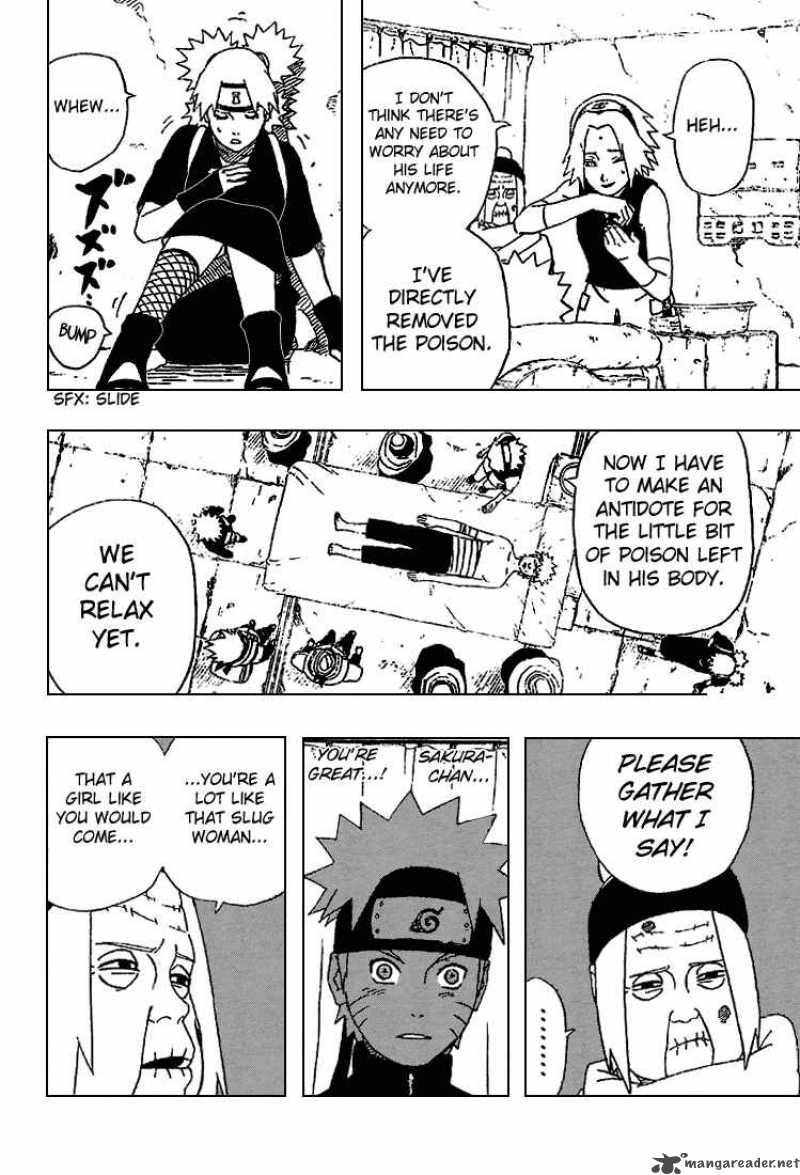 HEH...
I DON'T
THINK THERE'S
ANY NEED TO
WORRY ABOUT
HIS LIFE
ANYMORE.
I'VE
DIRECTLY
REMOVED
THE POISON.
WHEW...
ズズズ...
BUMP
SFX: SLIDE
NOW I HAVE
TO MAKE AN
ANTIDOTE FOR
THE LITTLE BIT
OF POISON LEFT
IN HIS BODY.
WE
CAN'T
RELAX
YET.
PLEASE
GATHER
WHAT I
SAY!
........
SAKURA-
CHAN...
YOU'RE
GREAT...!
...YOU'RE A
LOT LIKE
THAT SLUG
WOMAN...
THAT A
GIRL LIKE
YOU WOULD
COME...
mangareader.net